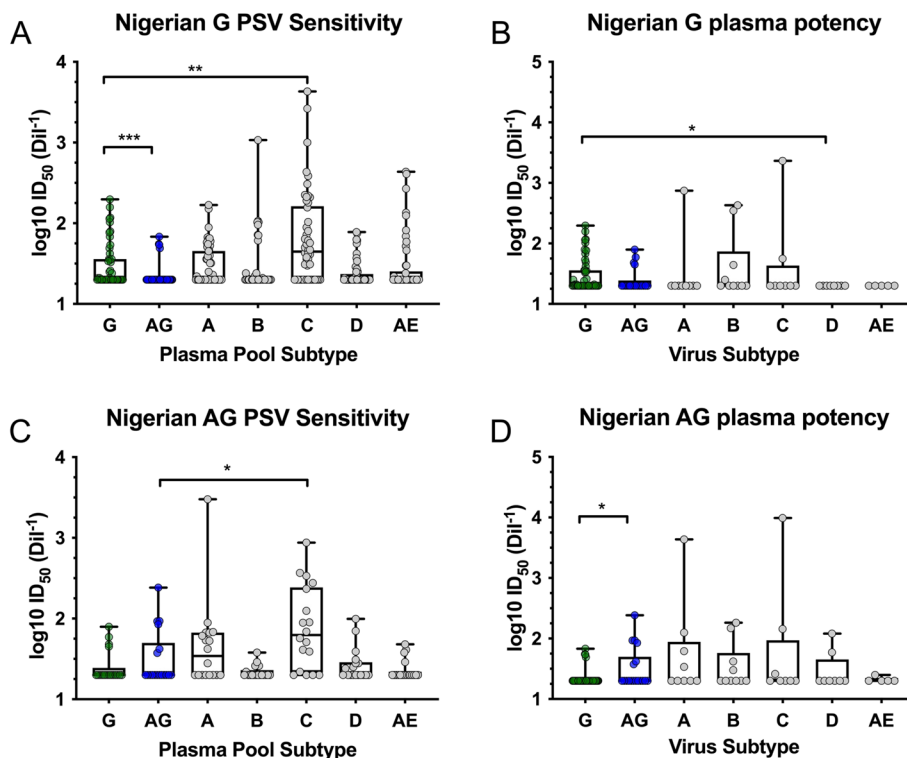 A
Nigerian G PSV Sensitivity
log10 ID50 (Dil-1)
4
3
2
1
**
***
G AG A B C D AE
Plasma Pool Subtype
B
Nigerian G plasma potency
log10 ID50 (Dil-1)
5
4
3
2
1
*
G AG A B C D AE
Virus Subtype
C
Nigerian AG PSV Sensitivity
log10 ID50 (Dil-1)
4
3
2
1
*
G AG A B C D AE
Plasma Pool Subtype
D
Nigerian AG plasma potency
log10 ID50 (Dil-1)
5
4
3
2
1
*
G AG A B C D AE
Virus Subtype